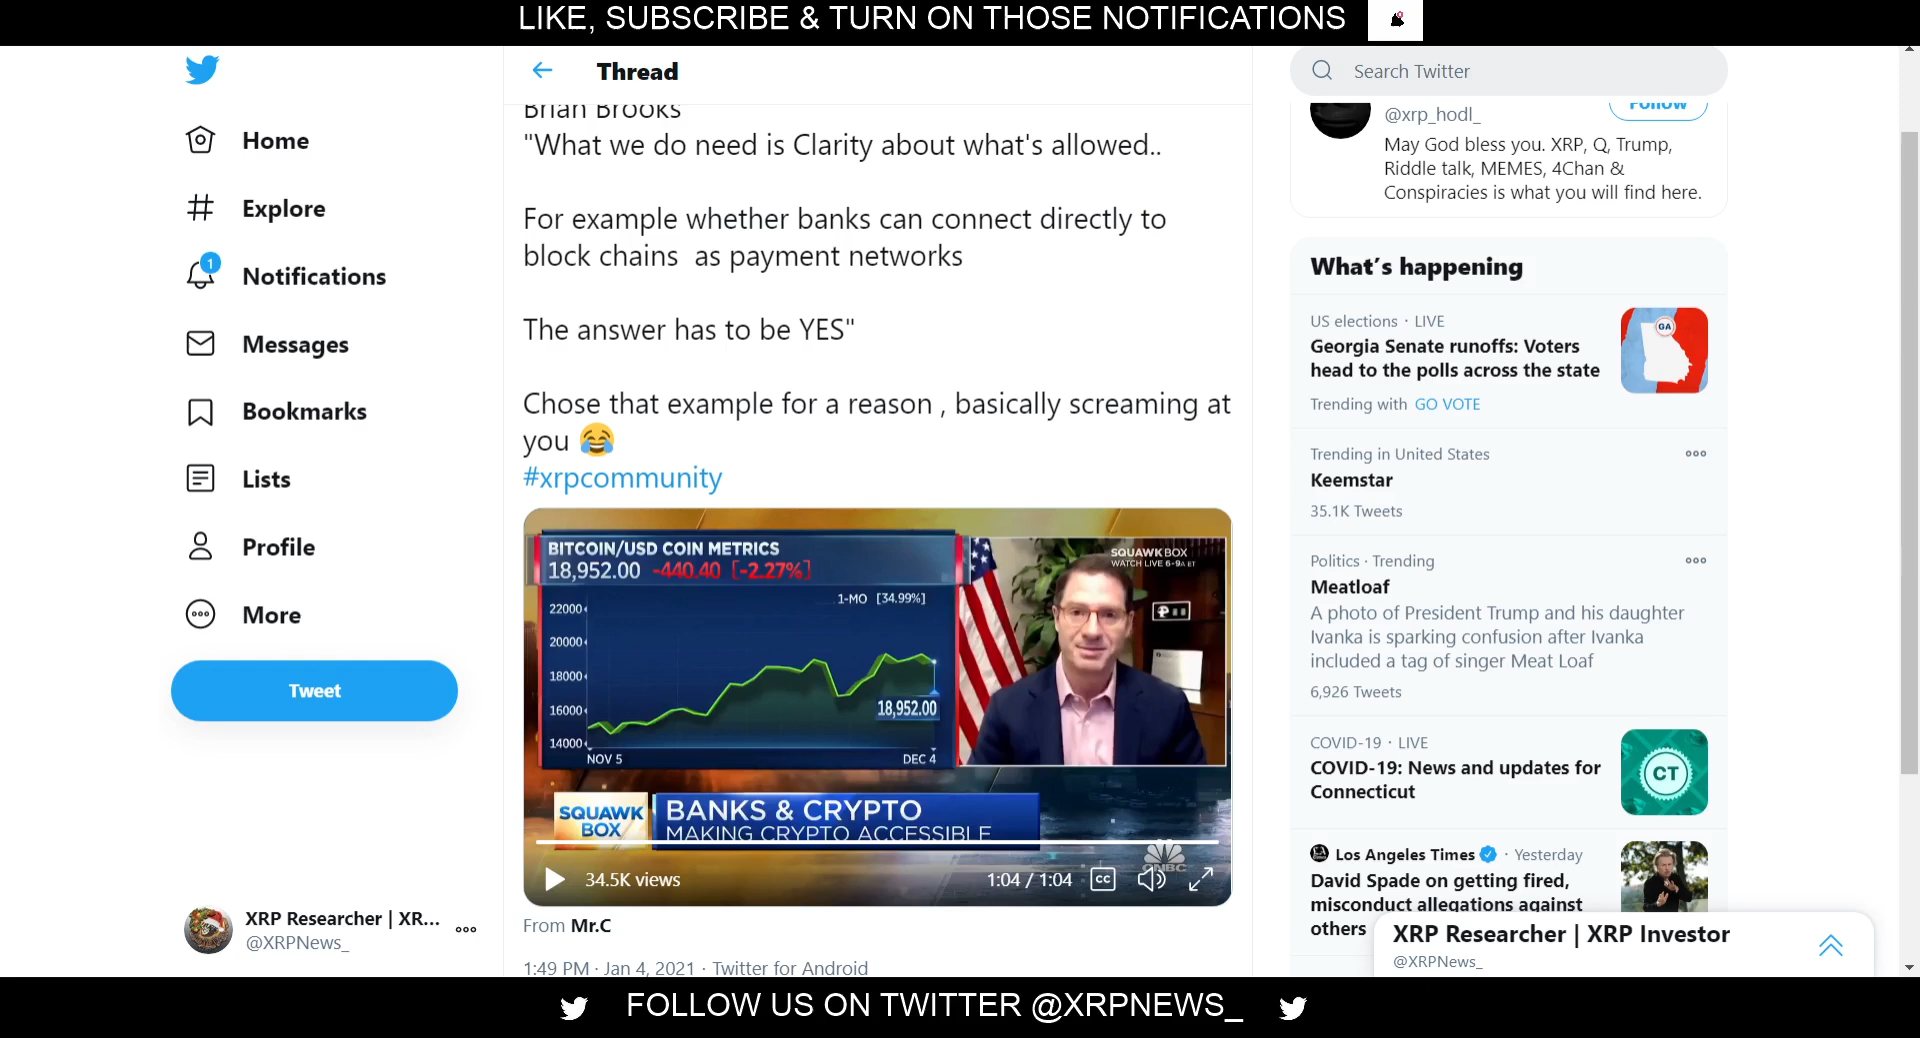 LIKE, SUBSCRIBE & TURN ON THOSE NOTIFICATIONS
Home
Explore
1
Notifications
Messages
Bookmarks
Lists
Profile
More
Tweet
XRP Researcher | XR...
@XRPNews_
Thread
Brian Brooks
"What we do need is Clarity about what's allowed..
For example whether banks can connect directly to
block chains  as payment networks
The answer has to be YES"
Chose that example for a reason , basically screaming at
you 😂
#xrpcommunity
BITCOIN/USD COIN METRICS
18,952.00 -440.40 [-2.27%]
1-MO [34.99%]
22000
20000
18000
16000
14000
18,952.00
NOV 5
DEC 4
SQUAWK BOX
WATCH LIVE 6-9A ET
SQUAWK
BOX
BANKS & CRYPTO
MAKING CRYPTO ACCESSIBLE
CNBC
34.5K views
1:04 / 1:04
CC
From Mr.C
1:49 PM · Jan 4, 2021 · Twitter for Android
Search Twitter
Follow
@xrp_hodl_
May God bless you. XRP, Q, Trump,
Riddle talk, MEMES, 4Chan &
Conspiracies is what you will find here.
What's happening
US elections · LIVE
Georgia Senate runoffs: Voters
head to the polls across the state
Trending with GO VOTE
GA
Trending in United States
Keemstar
35.1K Tweets
Politics · Trending
Meatloaf
A photo of President Trump and his daughter
Ivanka is sparking confusion after Ivanka
included a tag of singer Meat Loaf
6,926 Tweets
COVID-19 · LIVE
COVID-19: News and updates for
Connecticut
CT
Los Angeles Times · Yesterday
David Spade on getting fired,
misconduct allegations against
others
XRP Researcher | XRP Investor
@XRPNews_
FOLLOW US ON TWITTER @XRPNEWS_